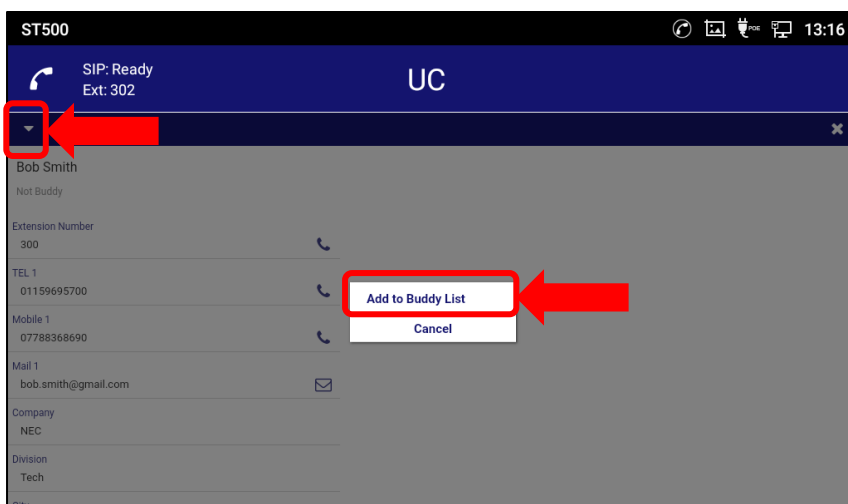 ST500
POE
13:16
SIP: Ready
Ext: 302
UC
Bob Smith
Not Buddy
Extension Number
300
TEL 1
01159695700
Mobile 1
07788368690
Mail 1
bob.smith@gmail.com
Company
NEC
Division
Tech
Add to Buddy List
Cancel